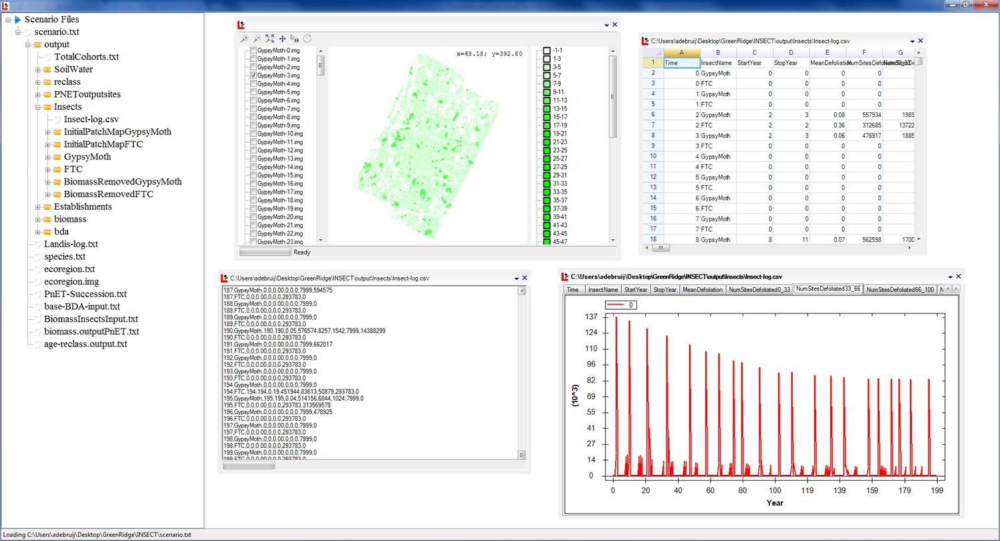 Scenario Files
scenario.txt
output
TotalCohorts.txt
SoilWater
reclass
PNEToutputsites
Insects
Insect-log.csv
InitialPatchMapGypsyMoth
InitialPatchMapFTC
GypsyMoth
FTC
BiomassRemovedGypsyMoth
BiomassRemovedFTC
Establishments
biomass
bda
Landis-log.txt
species.txt
ecoregion.txt
ecoregion.img
PnET-Succession.txt
base-BDA-input.txt
BiomassInsectsInput.txt
biomass.outputPnET.txt
age-reclass.output.txt
GypsyMoth-0.img
GypsyMoth-1.img
GypsyMoth-2.img
GypsyMoth-3.img
GypsyMoth-4.img
GypsyMoth-5.img
GypsyMoth-6.img
GypsyMoth-7.img
GypsyMoth-8.img
GypsyMoth-9.img
GypsyMoth-10.img
GypsyMoth-11.img
GypsyMoth-12.img
GypsyMoth-13.img
GypsyMoth-14.img
GypsyMoth-15.img
GypsyMoth-16.img
GypsyMoth-17.img
GypsyMoth-18.img
GypsyMoth-19.img
GypsyMoth-20.img
GypsyMoth-21.img
GypsyMoth-22.img
GypsyMoth-23.img
x=68.18; y=392.60
-1-1
1-3
3-5
5-7
7-9
9-11
11-13
13-15
15-17
17-19
19-21
21-23
23-25
25-27
27-29
29-31
31-33
33-35
35-37
37-39
39-41
41-43
43-45
45-47
Ready
C:\Users\adebruij\Desktop\GreenRidge\INSECT\output\Insects\Insect-log.csv
A B C D E F G
1 Time InsectName StartYear StopYear
2 0 GypsyMoth 0 0 0 0
3 0 FTC 0 0 0 0
4 1 GypsyMoth 0 0 0 0
5 1 FTC 0 0 0 0
6 2 GypsyMoth 2 3 0.08 557934 1989
7 2 FTC 2 2 0.36 312685 13722
8 3 GypsyMoth 2 3 0.06 476917 1885
9 3 FTC 0 0 0 0
10 4 GypsyMoth 0 0 0 0
11 4 FTC 0 0 0 0
12 5 GypsyMoth 0 0 0 0
13 5 FTC 0 0 0 0
14 6 GypsyMoth 0 0 0 0
15 6 FTC 0 0 0 0
16 7 GypsyMoth 0 0 0 0
17 7 FTC 0 0 0 0
18 8 GypsyMoth 8 11 0.07 562598 1700
C:\Users\adebruij\Desktop\GreenRidge\INSECT\output\Insects\Insect-log.csv
187,GypsyMoth,0,0,0.00,0,0,0,7999,594575
187,FTC,0,0,0.00,0,0,0,293783,0
188,GypsyMoth,0,0,0.00,0,0,0,7999,0
188,FTC,0,0,0.00,0,0,0,293783,0
189,GypsyMoth,0,0,0.00,0,0,0,7999,0
189,FTC,0,0,0.00,0,0,0,293783,0
190,GypsyMoth,190,190,0.05,576574,8257,1542,7999,14388299
190,FTC,0,0,0.00,0,0,0,293783,0
191,GypsyMoth,0,0,0.00,0,0,0,7999,662017
191,FTC,0,0,0.00,0,0,0,293783,0
192,GypsyMoth,0,0,0.00,0,0,0,7999,0
192,FTC,0,0,0.00,0,0,0,293783,0
193,GypsyMoth,0,0,0.00,0,0,0,7999,0
193,FTC,0,0,0.00,0,0,0,293783,0
194,GypsyMoth,0,0,0.00,0,0,0,7999,0
194,FTC,194,194,0.19,451944,83613,50879,293783,0
195,GypsyMoth,195,195,0.04,514156,6844,1024,7999,0
195,FTC,0,0,0.00,0,0,0,293783,313569578
196,GypsyMoth,0,0,0.00,0,0,0,7999,478925
196,FTC,0,0,0.00,0,0,0,293783,0
197,GypsyMoth,0,0,0.00,0,0,0,7999,0
197,FTC,0,0,0.00,0,0,0,293783,0
198,GypsyMoth,0,0,0.00,0,0,0,7999,0
198,FTC,0,0,0.00,0,0,0,293783,0
199,GypsyMoth,0,0,0.00,0,0,0,7999,0
199,FTC,0,0,0.00,0,0,0,293783,0
C:\Users\adebruij\Desktop\GreenRidge\INSECT\output\Insects\Insect-log.csv
Time InsectName StartYear StopYear MeanDefoliation NumSitesDefoliated0_33 NumSitesDefoliated33_66 NumSitesDefoliated66_100 N
0
137
124
110
96
82
69
55
41
27
14
0
(10^3)
0 20 40 60 80 100 119 139 159 179 199
Year
Loading C:\Users\adebruij\Desktop\GreenRidge\INSECT\scenario.txt